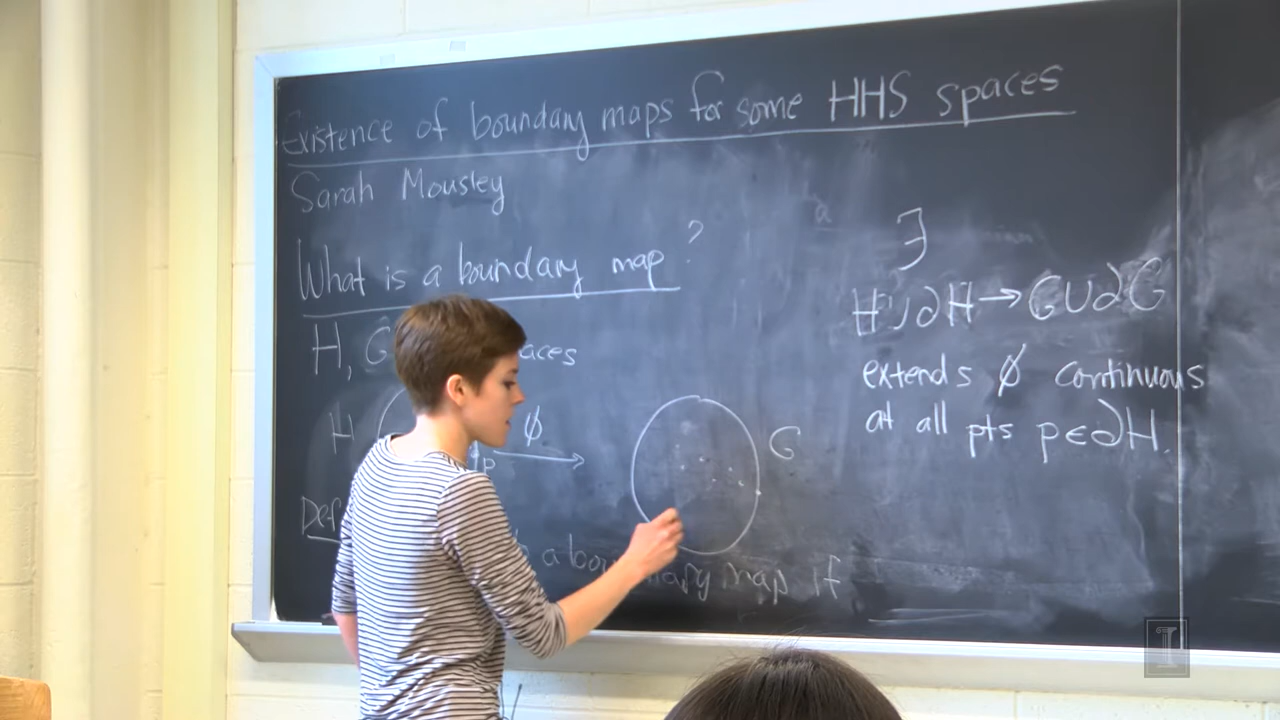 Existence of boundary maps for some HHS spaces
Sarah Mousley
What is a boundary map?
H, G aces
H ϕ G
p
Def a boundary map if
∃
H∪∂H→G∪∂G
extends ϕ continuous
at all pts p∈∂H.